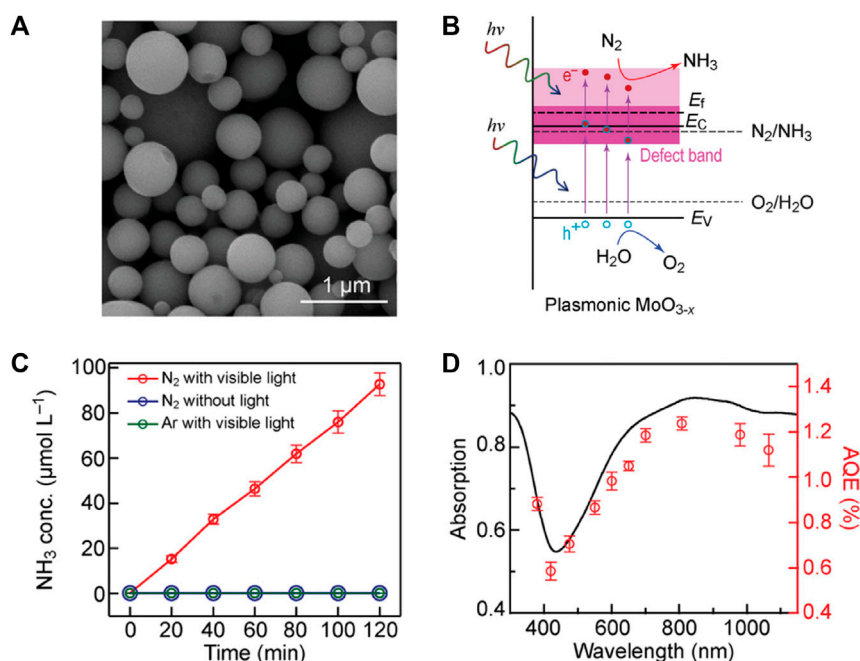 A
1 μm
B
hν
hν
N₂
NH₃
e⁻
E_f
E_C
N₂/NH₃
Defect band
O₂/H₂O
E_V
h⁺
H₂O
O₂
Plasmonic MoO₃₋ₓ
C
NH₃ conc. (μmol L⁻¹)
100
80
60
40
20
0
N₂ with visible light
N₂ without light
Ar with visible light
0 20 40 60 80 100 120
Time (min)
D
Absorption
1.0
0.8
0.6
0.4
400 600 800 1000
Wavelength (nm)
1.4
1.2
1.0
0.8
0.6
0.4
AQE (%)